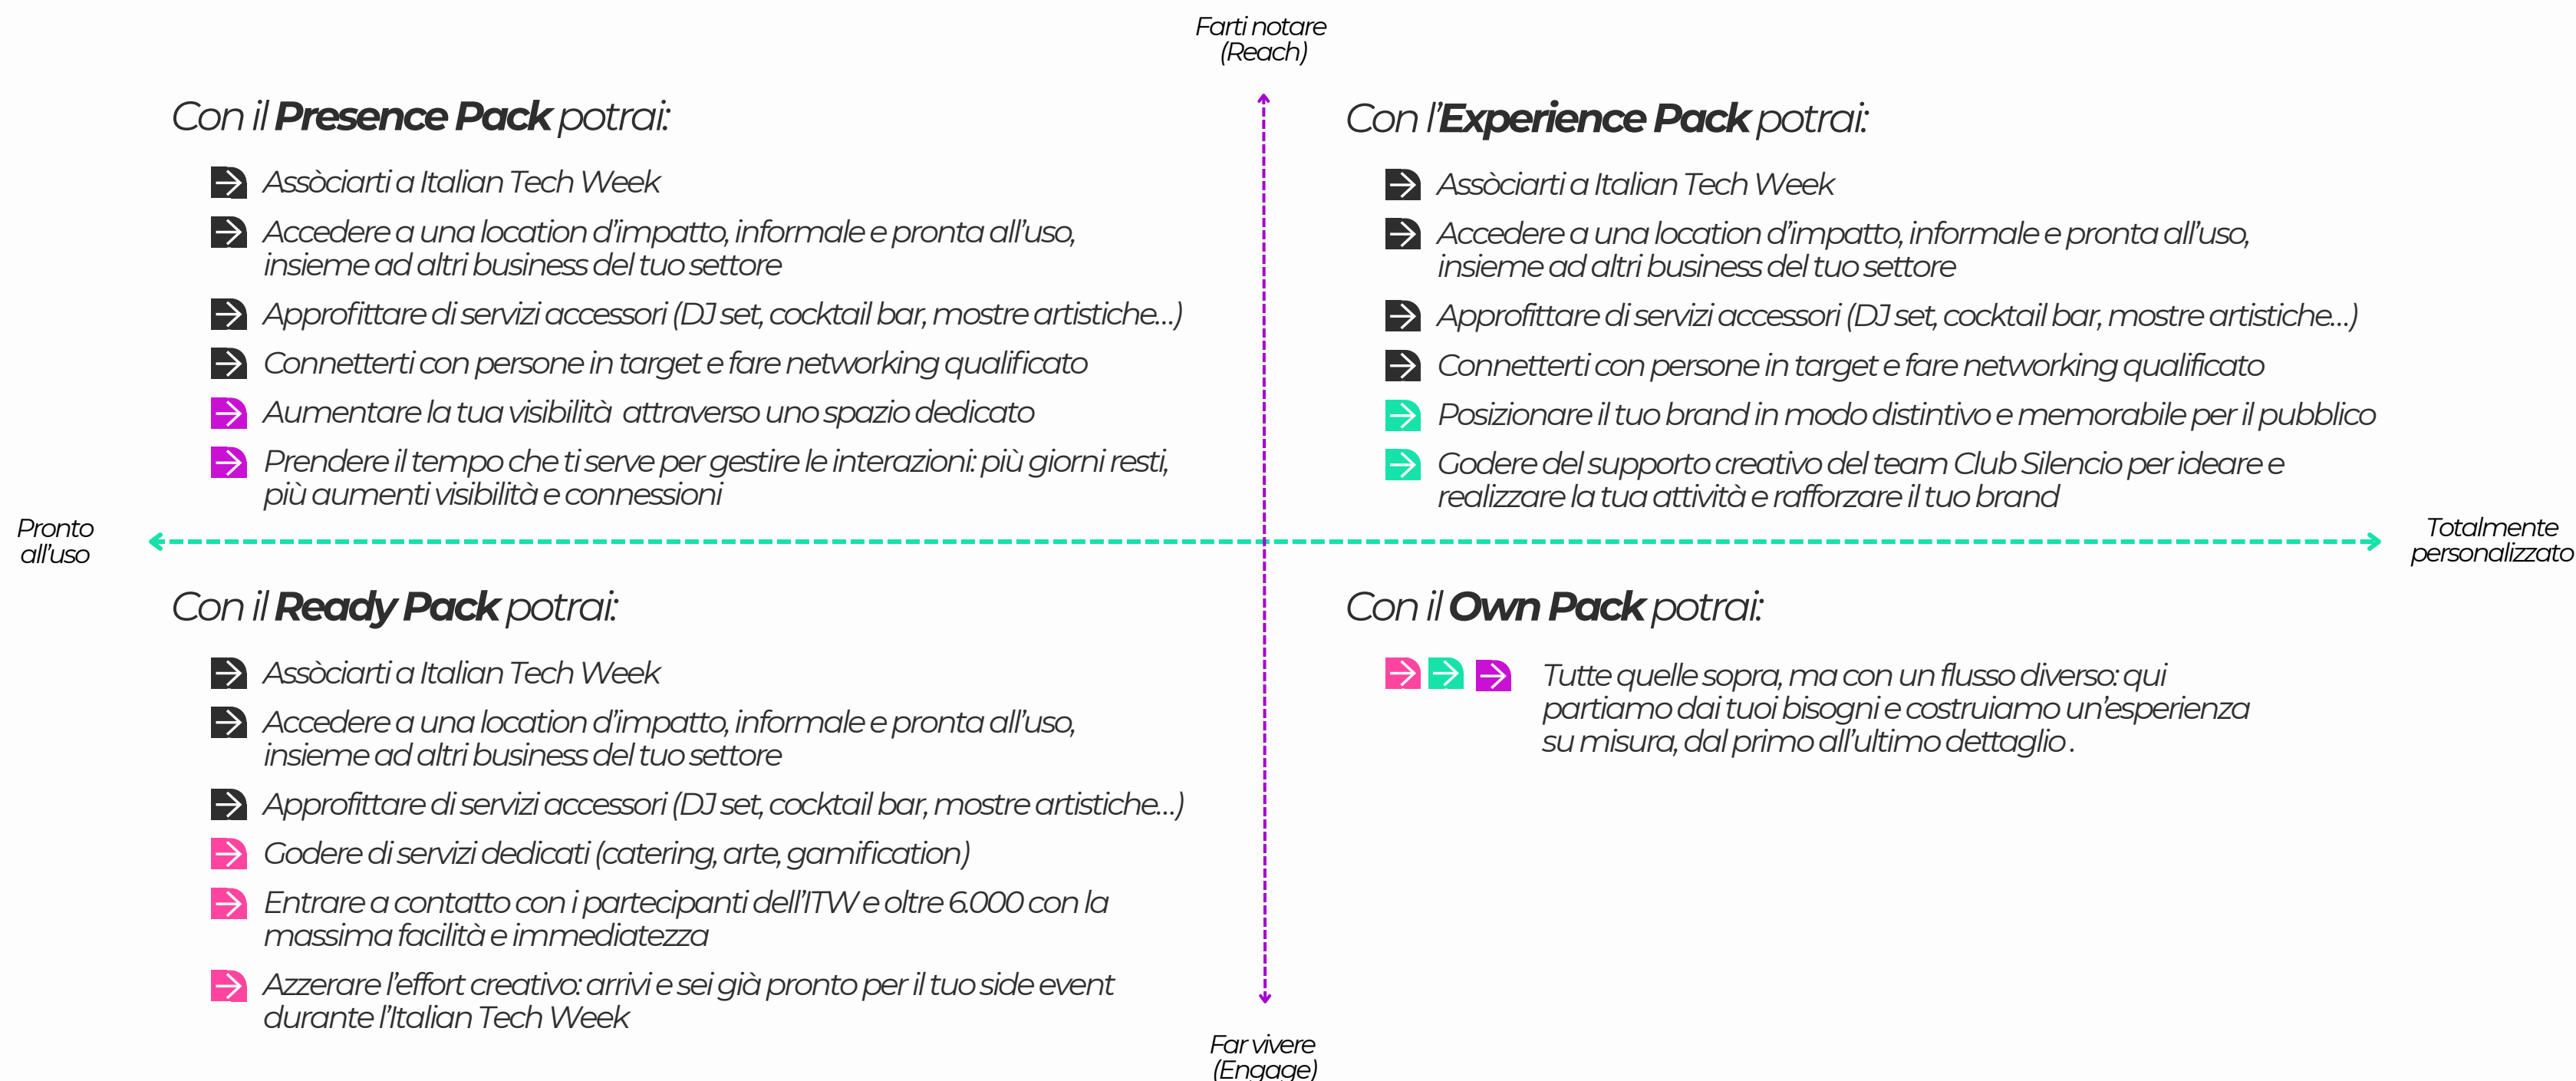 Farti notare
(Reach)
Con il Presence Pack potrai:
Assòciarti a Italian Tech Week
Accedere a una location d'impatto, informale e pronta all'uso,
insieme ad altri business del tuo settore
Approfittare di servizi accessori (DJ set, cocktail bar, mostre artistiche...)
Connetterti con persone in target e fare networking qualificato
Aumentare la tua visibilità attraverso uno spazio dedicato
Prendere il tempo che ti serve per gestire le interazioni: più giorni resti,
più aumenti visibilità e connessioni
Con l'Experience Pack potrai:
Assòciarti a Italian Tech Week
Accedere a una location d'impatto, informale e pronta all'uso,
insieme ad altri business del tuo settore
Approfittare di servizi accessori (DJ set, cocktail bar, mostre artistiche...)
Connetterti con persone in target e fare networking qualificato
Posizionare il tuo brand in modo distintivo e memorabile per il pubblico
Godere del supporto creativo del team Club Silencio per ideare e
realizzare la tua attività e rafforzare il tuo brand
Pronto
all'uso
Totalmente
personalizzato
Con il Ready Pack potrai:
Assòciarti a Italian Tech Week
Accedere a una location d'impatto, informale e pronta all'uso,
insieme ad altri business del tuo settore
Approfittare di servizi accessori (DJ set, cocktail bar, mostre artistiche...)
Godere di servizi dedicati (catering, arte, gamification)
Entrare a contatto con i partecipanti dell'ITW e oltre 6.000 con la
massima facilità e immediatezza
Azzerare l'effort creativo: arrivi e sei già pronto per il tuo side event
durante l'Italian Tech Week
Con il Own Pack potrai:
Tutte quelle sopra, ma con un flusso diverso: qui
partiamo dai tuoi bisogni e costruiamo un'esperienza
su misura, dal primo all'ultimo dettaglio .
Far vivere
(Engage)